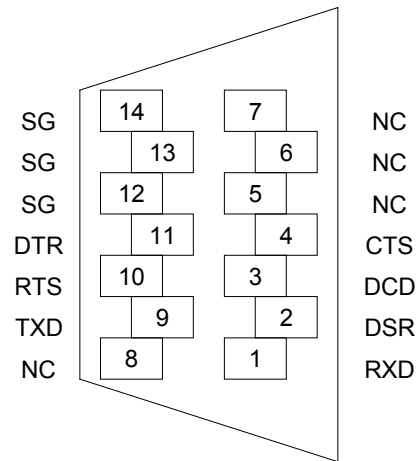 SG 14 7 NC
SG 13 6 NC
SG 12 5 NC
DTR 11 4 CTS
RTS 10 3 DCD
TXD 9 2 DSR
NC 8 1 RXD